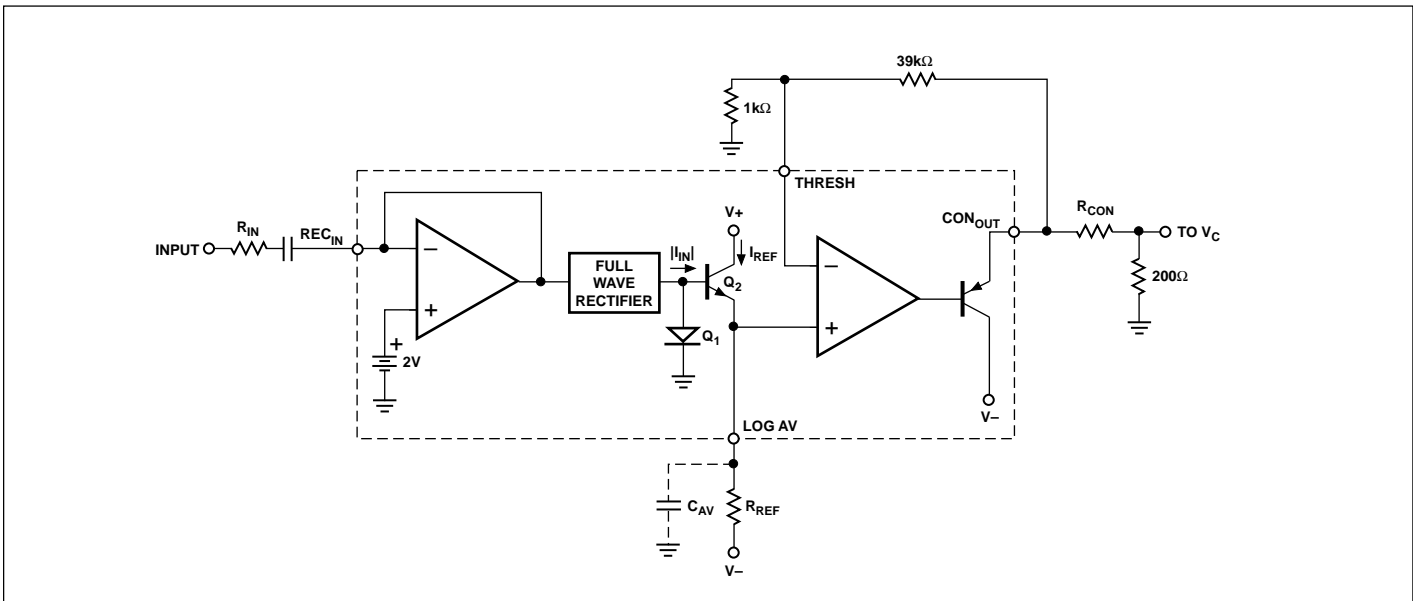 39kΩ
1kΩ
THRESH
V+
CON_OUT
R_CON
R_IN
REC_IN
INPUT
TO V_C
|I_IN|
I_REF
–
FULL
WAVE
RECTIFIER
Q_2
–
200Ω
+
+
+
2V
Q_1
V–
LOG AV
C_AV
R_REF
V–